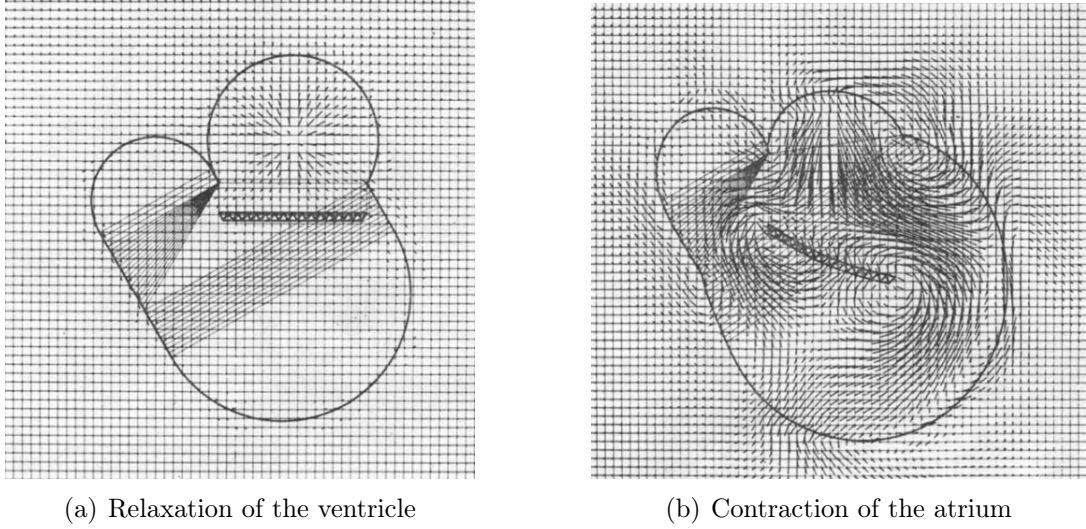 (a) Relaxation of the ventricle
(b) Contraction of the atrium